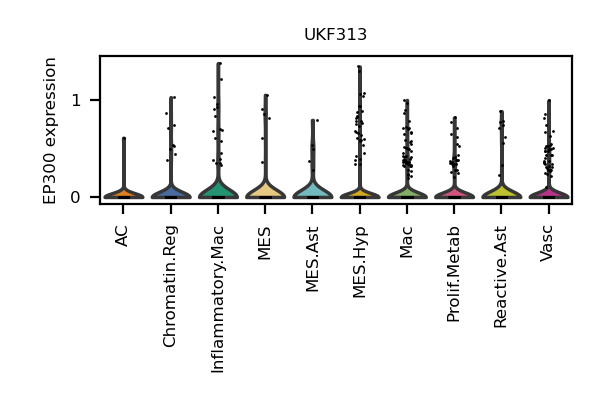 UKF313
EP300 expression
1
0
AC
Chromatin.Reg
Inflammatory.Mac
MES
MES.Ast
MES.Hyp
Mac
Prolif.Metab
Reactive.Ast
Vasc